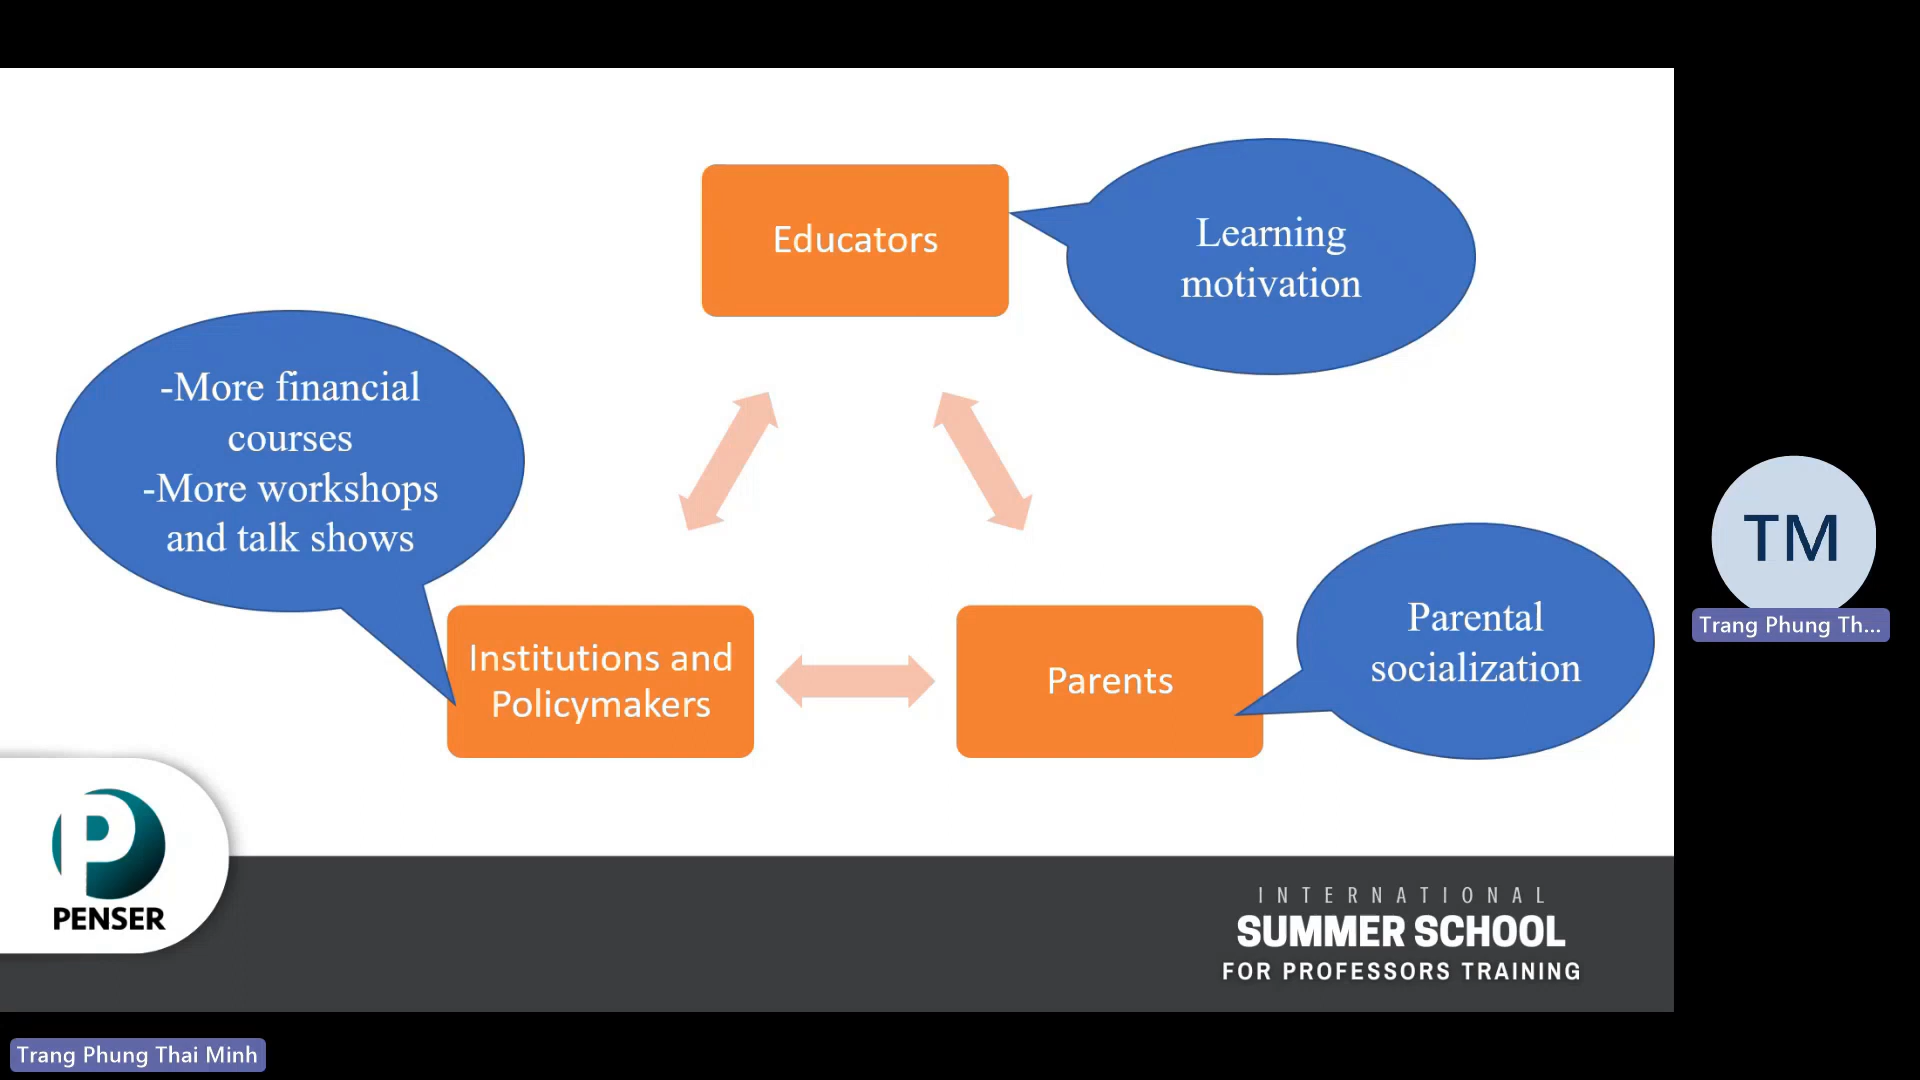 Educators
Learning
motivation
-More financial
courses
-More workshops
and talk shows
Institutions and
Policymakers
Parents
Parental
socialization
TM
Trang Phung Th...
P
PENSER
INTERNATIONAL
SUMMER SCHOOL
FOR PROFESSORS TRAINING
Trang Phung Thai Minh